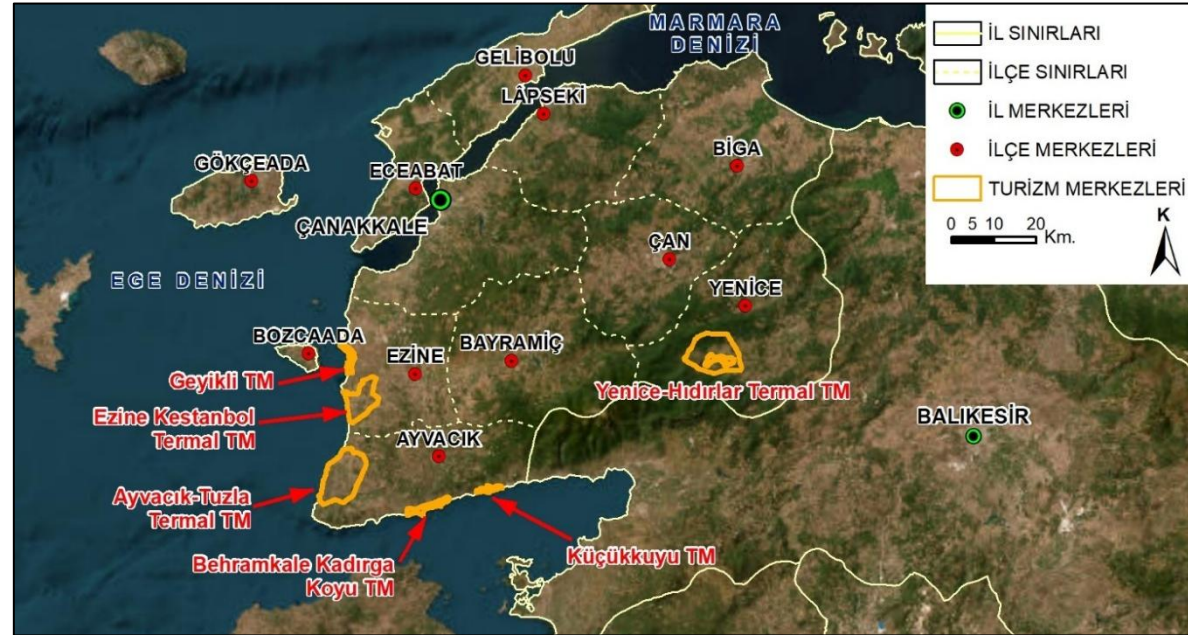 MARMARA
DENİZİ
GELİBOLU
LÂPSEKİ
BİGA
GÖKÇEADA
ECEABAT
ÇANAKKALE
ÇAN
EGE DENİZİ
YENİCE
BOZCAADA
EZİNE
BAYRAMİÇ
Geyikli TM
Yenice-Hıdırlar Termal TM
Ezine Kestanbol
Termal TM
BALIKESİR
AYVACIK
Ayvacık-Tuzla
Termal TM
Behramkale Kadırga
Koyu TM
Küçükkuyu TM
İL SINIRLARI
İLÇE SINIRLARI
İL MERKEZLERİ
İLÇE MERKEZLERİ
TURİZM MERKEZLERİ
0 5 10 20
Km.
K